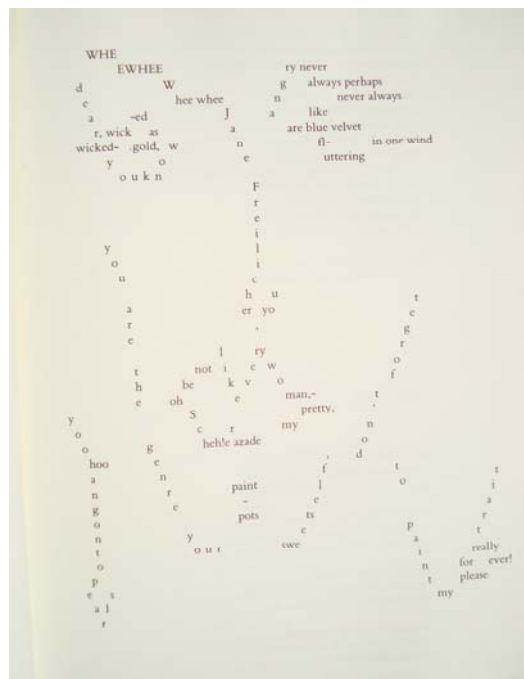 WHE
EWHEE ry never
d W g always perhaps
e hee whee n never always
a -ed J a like
r, wick as a are blue velvet
wicked- gold, w n fl- in one wind
y o e uttering
o u k n
F
r
e
i
y l
o i
u c
h u t
a er yo e
r , g
e l ry r
not i e w o
t be k v o f
h oh e man,-
e S pretty, t
y c r my '
o hehle azade n
o g o
hoo e , d t
a n paint f o t
n r - l i
g e pots e a
o ts p r
n y e a t
t o u r swe i really
o n for ever!
p t please
e s my
a l
r